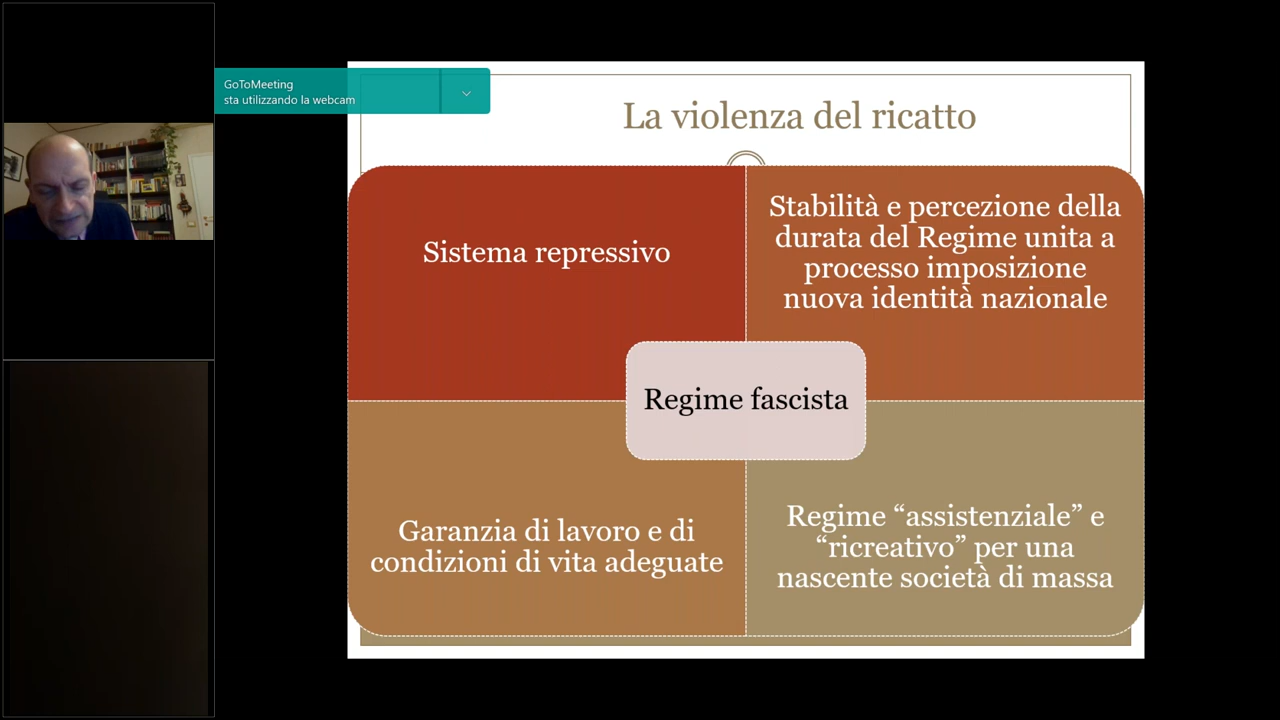 GoToMeeting
sta utilizzando la webcam
La violenza del ricatto
Sistema repressivo
Stabilità e percezione della
durata del Regime unita a
processo imposizione
nuova identità nazionale
Regime fascista
Garanzia di lavoro e di
condizioni di vita adeguate
Regime “assistenziale” e
“ricreativo” per una
nascente società di massa